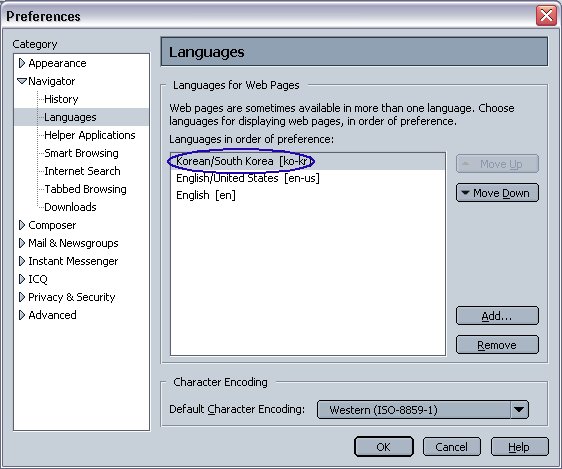 Preferences
Category
Appearance
Navigator
History
Languages
Helper Applications
Smart Browsing
Internet Search
Tabbed Browsing
Downloads
Composer
Mail & Newsgroups
Instant Messenger
ICQ
Privacy & Security
Advanced
Languages
Languages for Web Pages
Web pages are sometimes available in more than one language. Choose
languages for displaying web pages, in order of preference.
Languages in order of preference:
Korean/South Korea [ko-kr]
English/United States [en-us]
English [en]
Move Up
Move Down
Add...
Remove
Character Encoding
Default Character Encoding:
Western (ISO-8859-1)
OK
Cancel
Help